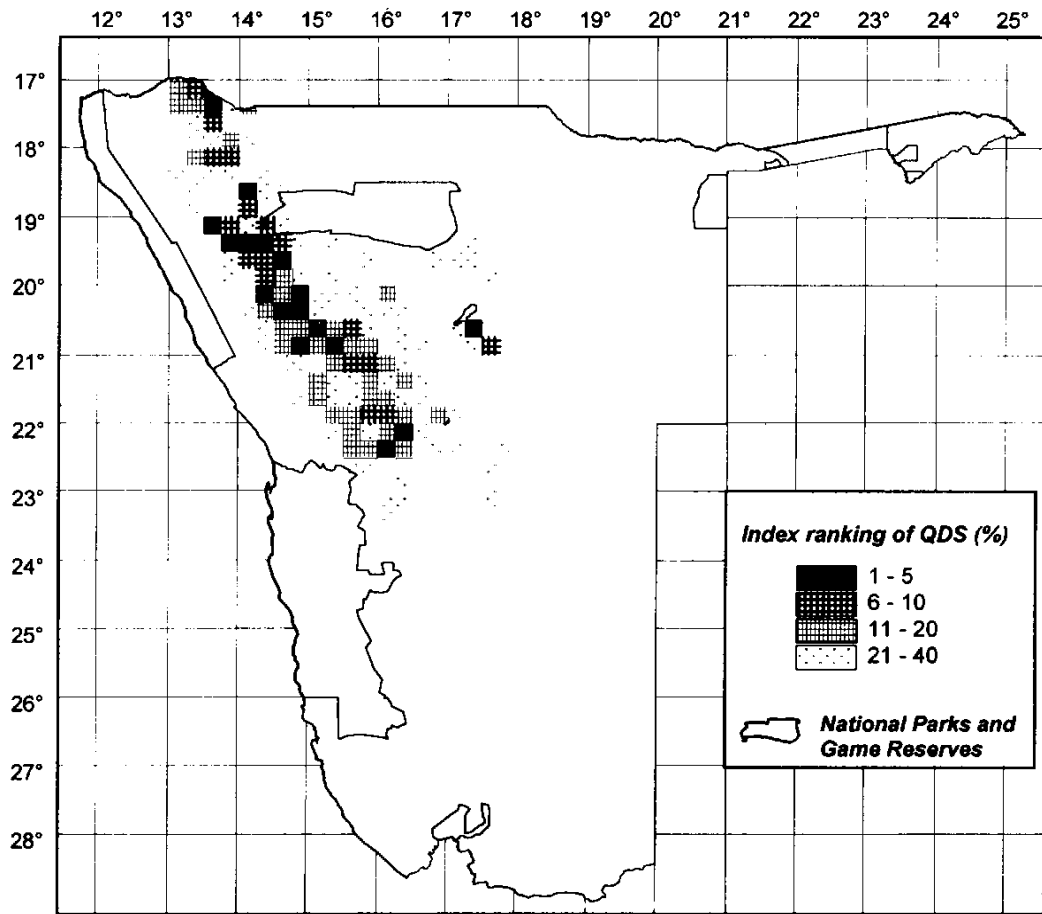 12° 13° 14° 15° 16° 17° 18° 19° 20° 21° 22° 23° 24° 25°
17°
18°
19°
20°
21°
22°
23°
24°
25°
26°
27°
28°
Index ranking of QDS (%)
1 - 5
6 - 10
11 - 20
21 - 40
National Parks and
Game Reserves